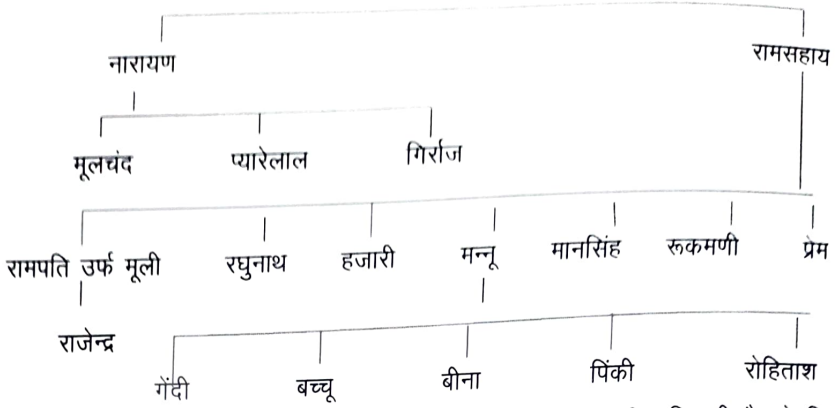 नारायण रामसहाय
मूलचंद प्यारेलाल गिर्राज
रामपति उर्फ मूली रघुनाथ हजारी मन्नू मानसिंह रूकमणी प्रेम
राजेन्द्र
गेंदी बच्चू बीना पिंकी रोहिताश